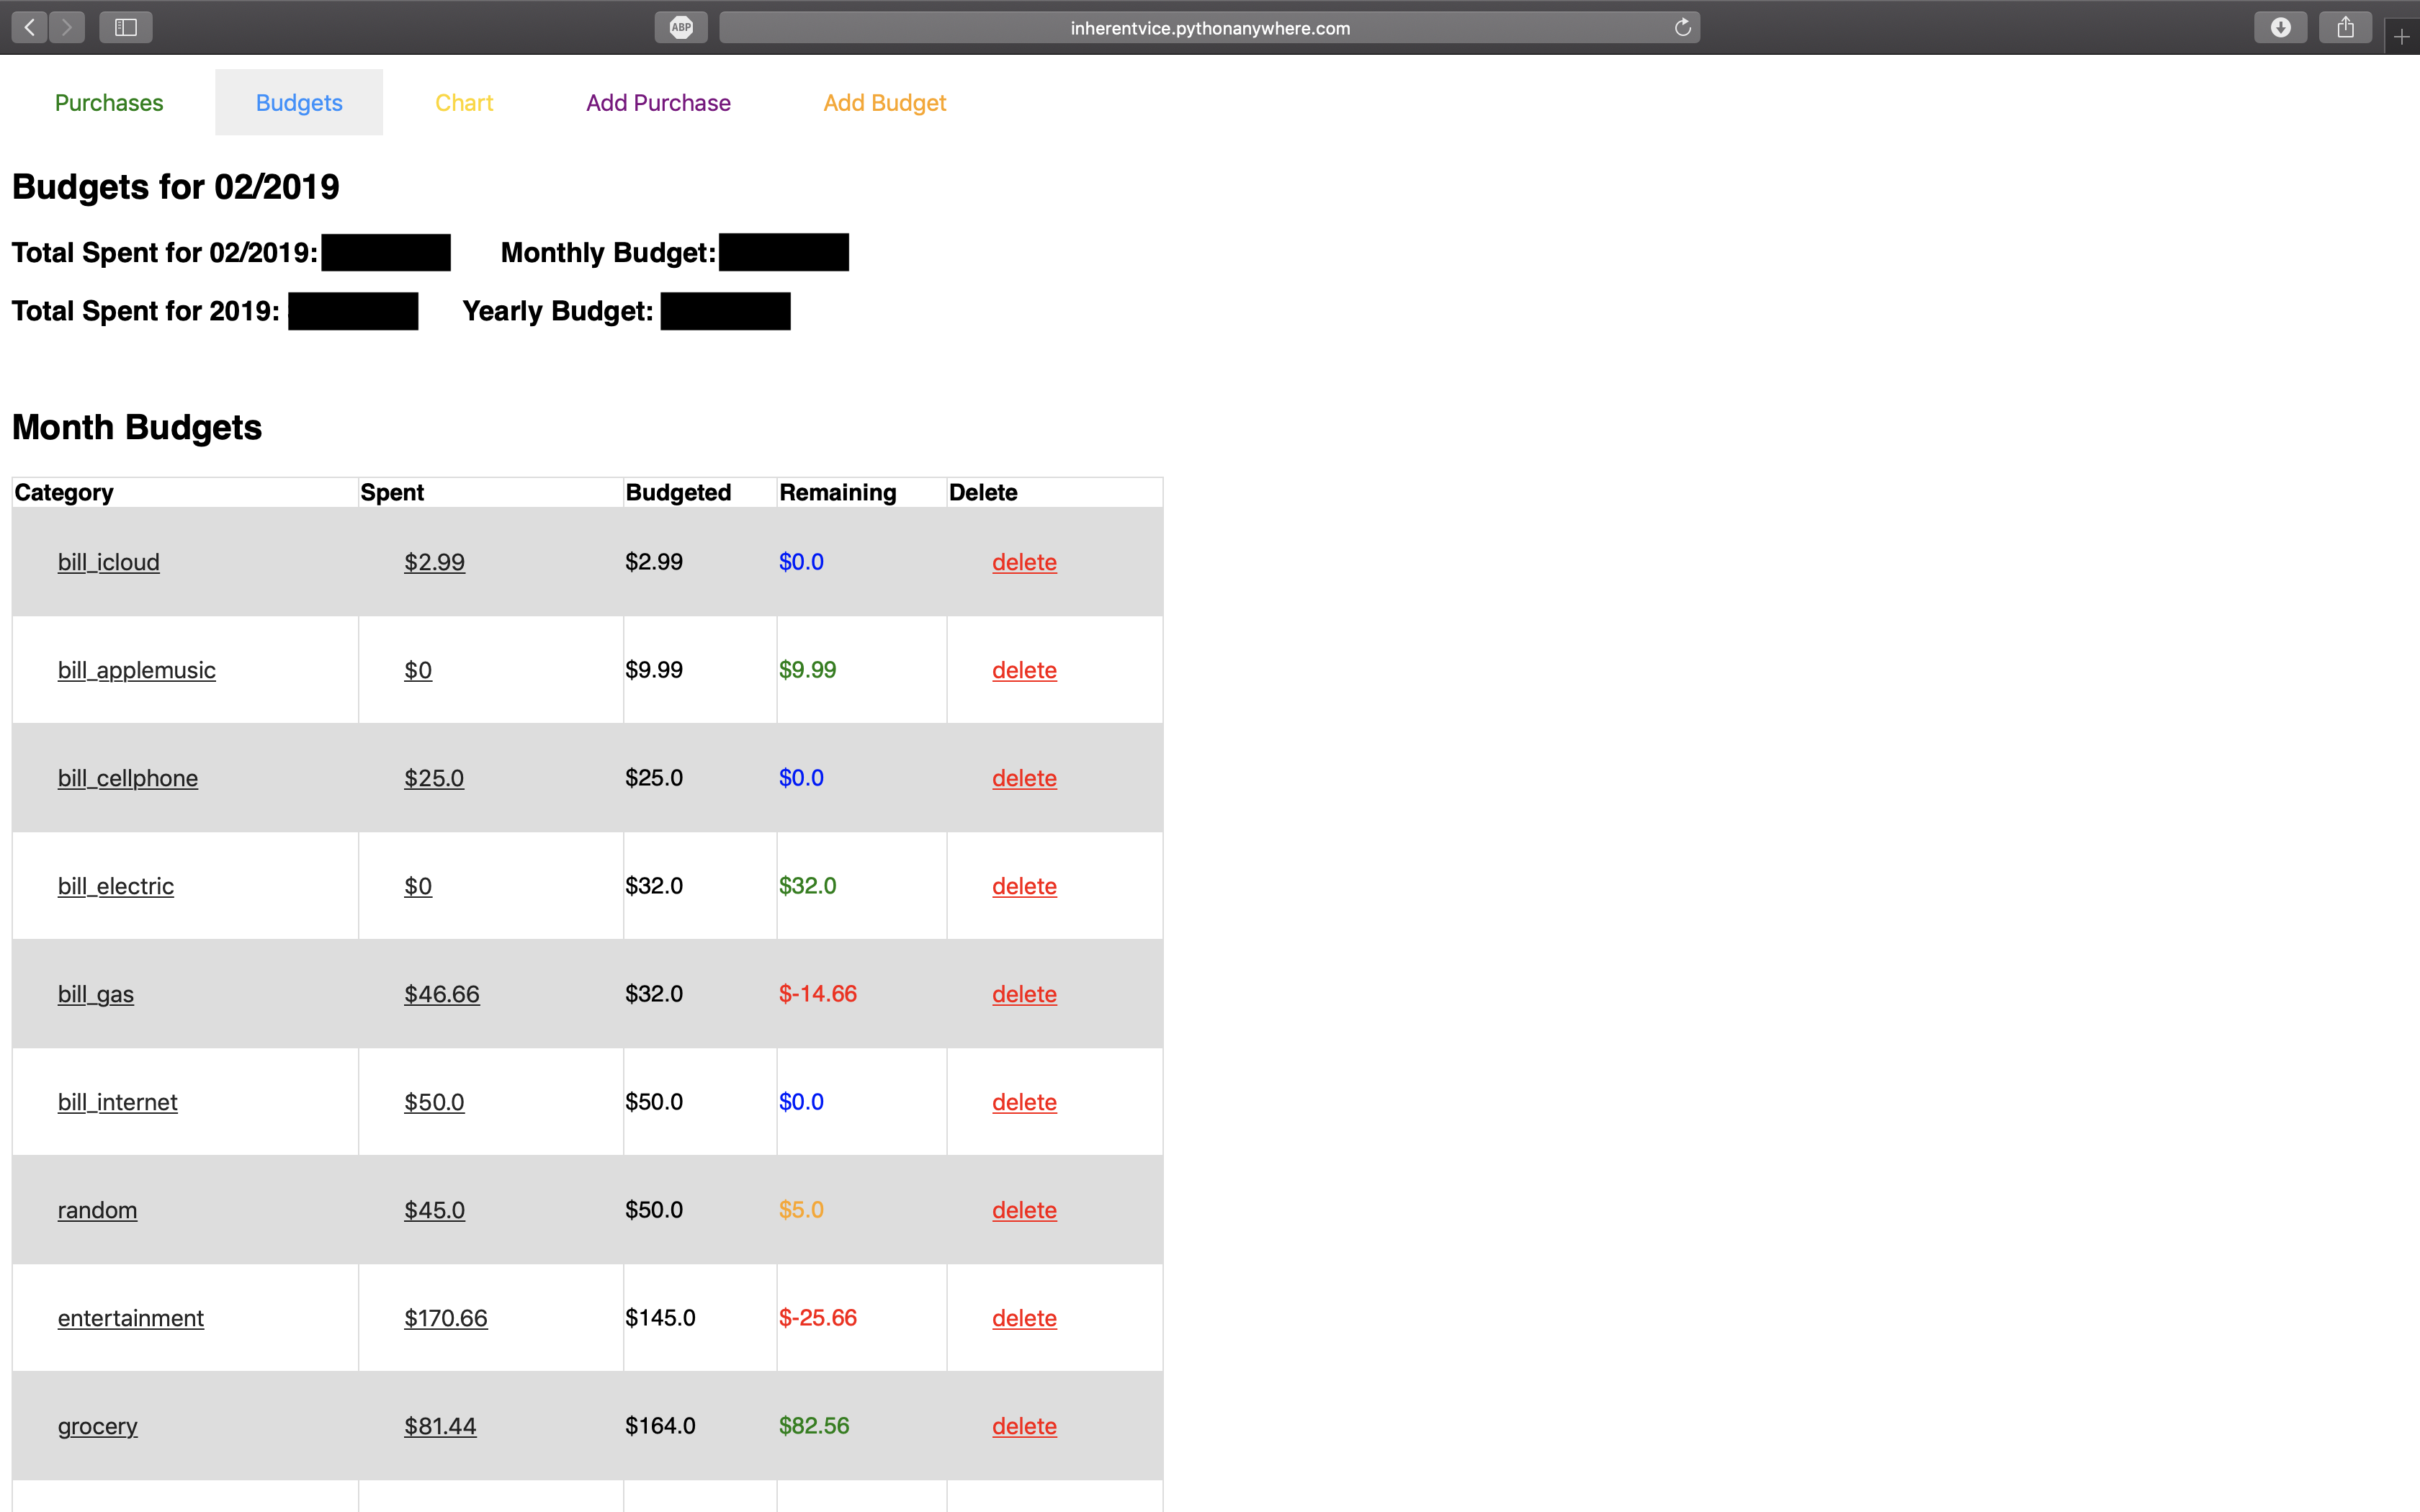 ABP
inherentvice.pythonanywhere.com
Purchases Budgets Chart Add Purchase Add Budget
Budgets for 02/2019
Total Spent for 02/2019: Monthly Budget:
Total Spent for 2019: Yearly Budget:
Month Budgets
Category Spent Budgeted Remaining Delete
bill_icloud $2.99 $2.99 $0.0 delete
bill_applemusic $0 $9.99 $9.99 delete
bill_cellphone $25.0 $25.0 $0.0 delete
bill_electric $0 $32.0 $32.0 delete
bill_gas $46.66 $32.0 $-14.66 delete
bill_internet $50.0 $50.0 $0.0 delete
random $45.0 $50.0 $5.0 delete
entertainment $170.66 $145.0 $-25.66 delete
grocery $81.44 $164.0 $82.56 delete